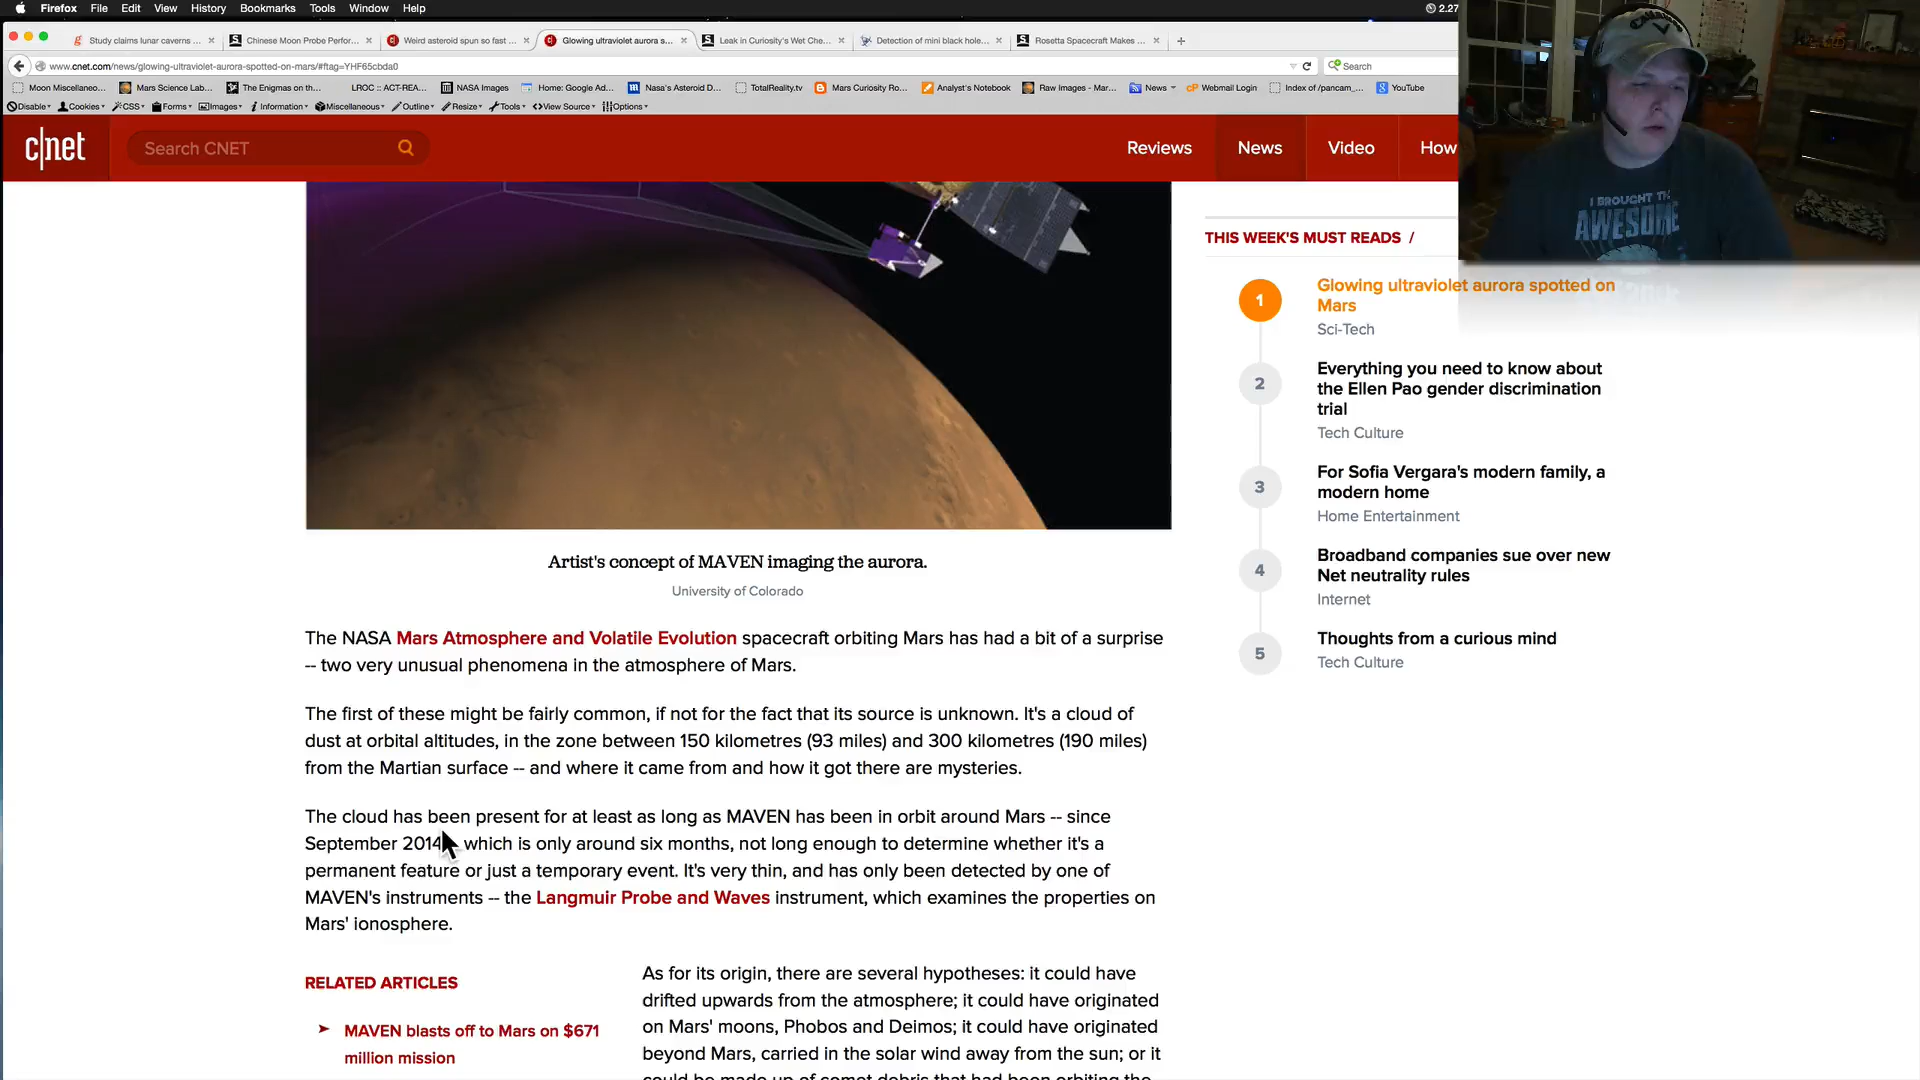 Firefox File Edit View History Bookmarks Tools Window Help 2.27
Study claims lunar caverns ... Chinese Moon Probe Perfor... Weird asteroid spun so fast ... Glowing ultraviolet aurora s... Leak in Curiosity's Wet Che... Detection of mini black hole... Rosetta Spacecraft Makes ...
www.cnet.com/news/glowing-ultraviolet-aurora-spotted-on-mars/#ftag=YHF65cbda0 Search
Moon Miscellaneo... Mars Science Lab... The Enigmas on th... LROC :: ACT-REA... NASA Images Home: Google Ad... Nasa's Asteroid D... TotalReality.tv Mars Curiosity Ro... Analyst's Notebook Raw Images - Mar... News Webmail Login Index of /pancam_... YouTube
Disable Cookies CSS Forms Images Information Miscellaneous Outline Resize Tools View Source Options
c|net Search CNET Reviews News Video How
I BROUGHT TH
AWESOME
THIS WEEK'S MUST READS /
1 Glowing ultraviolet aurora spotted on
Mars
Sci-Tech
2 Everything you need to know about
the Ellen Pao gender discrimination
trial
Tech Culture
3 For Sofia Vergara's modern family, a
modern home
Home Entertainment
4 Broadband companies sue over new
Net neutrality rules
Internet
5 Thoughts from a curious mind
Tech Culture
Artist's concept of MAVEN imaging the aurora.
University of Colorado
The NASA Mars Atmosphere and Volatile Evolution spacecraft orbiting Mars has had a bit of a surprise
-- two very unusual phenomena in the atmosphere of Mars.
The first of these might be fairly common, if not for the fact that its source is unknown. It's a cloud of
dust at orbital altitudes, in the zone between 150 kilometres (93 miles) and 300 kilometres (190 miles)
from the Martian surface -- and where it came from and how it got there are mysteries.
The cloud has been present for at least as long as MAVEN has been in orbit around Mars -- since
September 2014 which is only around six months, not long enough to determine whether it's a
permanent feature or just a temporary event. It's very thin, and has only been detected by one of
MAVEN's instruments -- the Langmuir Probe and Waves instrument, which examines the properties on
Mars' ionosphere.
RELATED ARTICLES
MAVEN blasts off to Mars on $671
million mission
As for its origin, there are several hypotheses: it could have
drifted upwards from the atmosphere; it could have originated
on Mars' moons, Phobos and Deimos; it could have originated
beyond Mars, carried in the solar wind away from the sun; or it
could be made up of comet debris that had been orbiting the